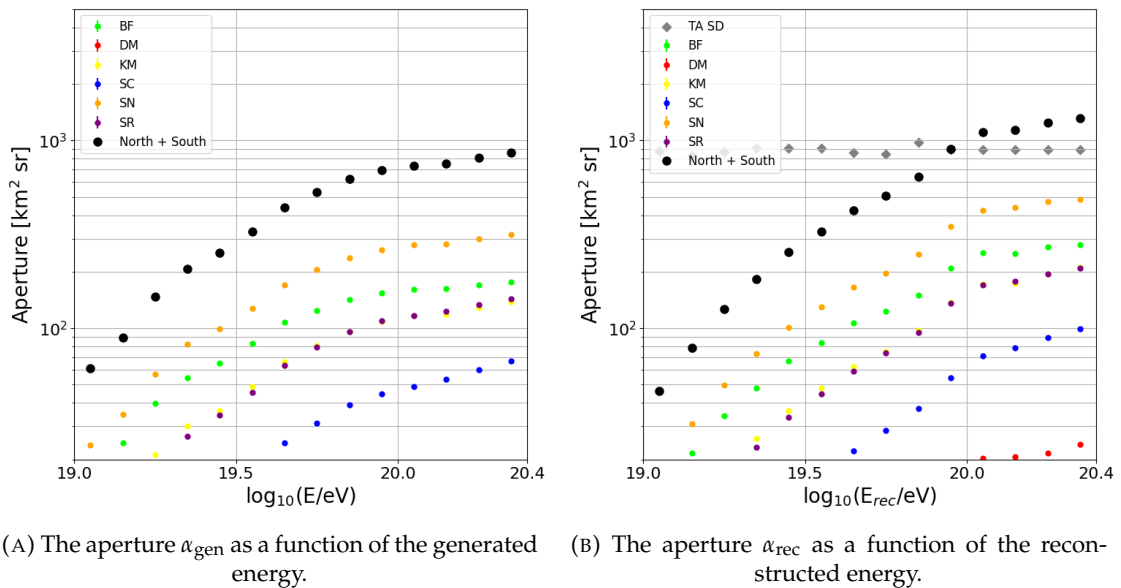 BF
DM
KM
SC
SN
SR
North + South
10³
10²
Aperture [km² sr]
19.0
19.5
20.0
20.4
log₁₀(E/eV)
TA SD
BF
DM
KM
SC
SN
SR
North + South
10³
10²
Aperture [km² sr]
19.0
19.5
20.0
20.4
log₁₀(E_rec/eV)
(A) The aperture α_gen as a function of the generated
energy.
(B) The aperture α_rec as a function of the recon-
structed energy.